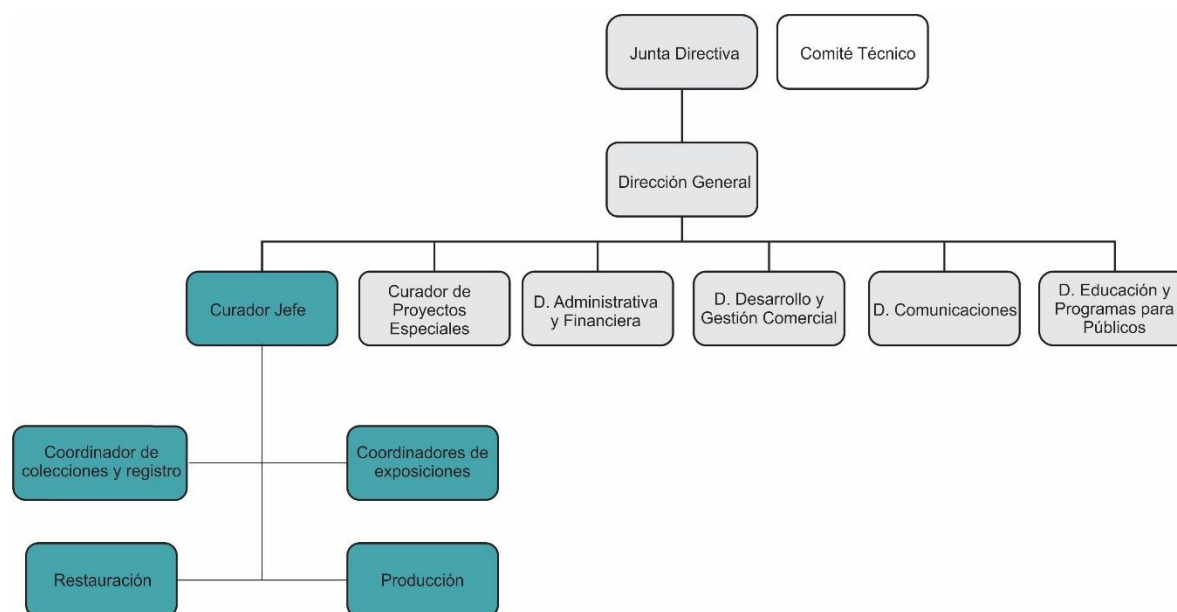 Junta Directiva
Comité Técnico
Dirección General
Curador Jefe
Curador de
Proyectos
Especiales
D. Administrativa
y Financiera
D. Desarrollo y
Gestión Comercial
D. Comunicaciones
D. Educación y
Programas para
Públicos
Coordinador de
colecciones y registro
Coordinadores de
exposiciones
Restauración
Producción